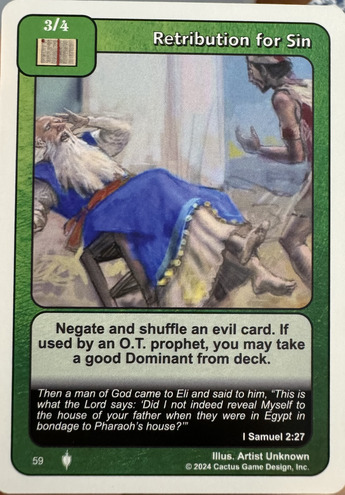 3/4
Retribution for Sin
Negate and shuffle an evil card. If
used by an O.T. prophet, you may take
a good Dominant from deck.
Then a man of God came to Eli and said to him, “This is
what the Lord says: ‘Did I not indeed reveal Myself to
the house of your father when they were in Egypt in
bondage to Pharaoh’s house?’”
I Samuel 2:27
Illus. Artist Unknown
59
© 2024 Cactus Game Design, Inc.